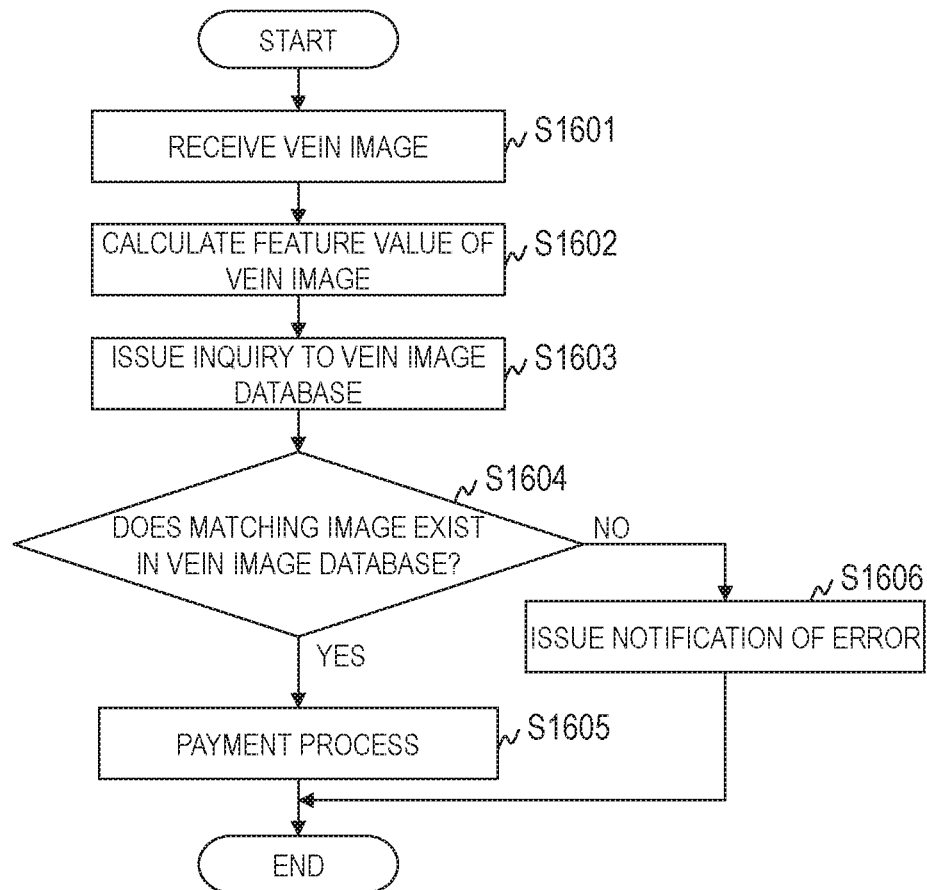 START
RECEIVE VEIN IMAGE
S1601
CALCULATE FEATURE VALUE OF
VEIN IMAGE
S1602
ISSUE INQUIRY TO VEIN IMAGE
DATABASE
S1603
S1604
DOES MATCHING IMAGE EXIST
IN VEIN IMAGE DATABASE?
NO
S1606
ISSUE NOTIFICATION OF ERROR
YES
PAYMENT PROCESS
S1605
END